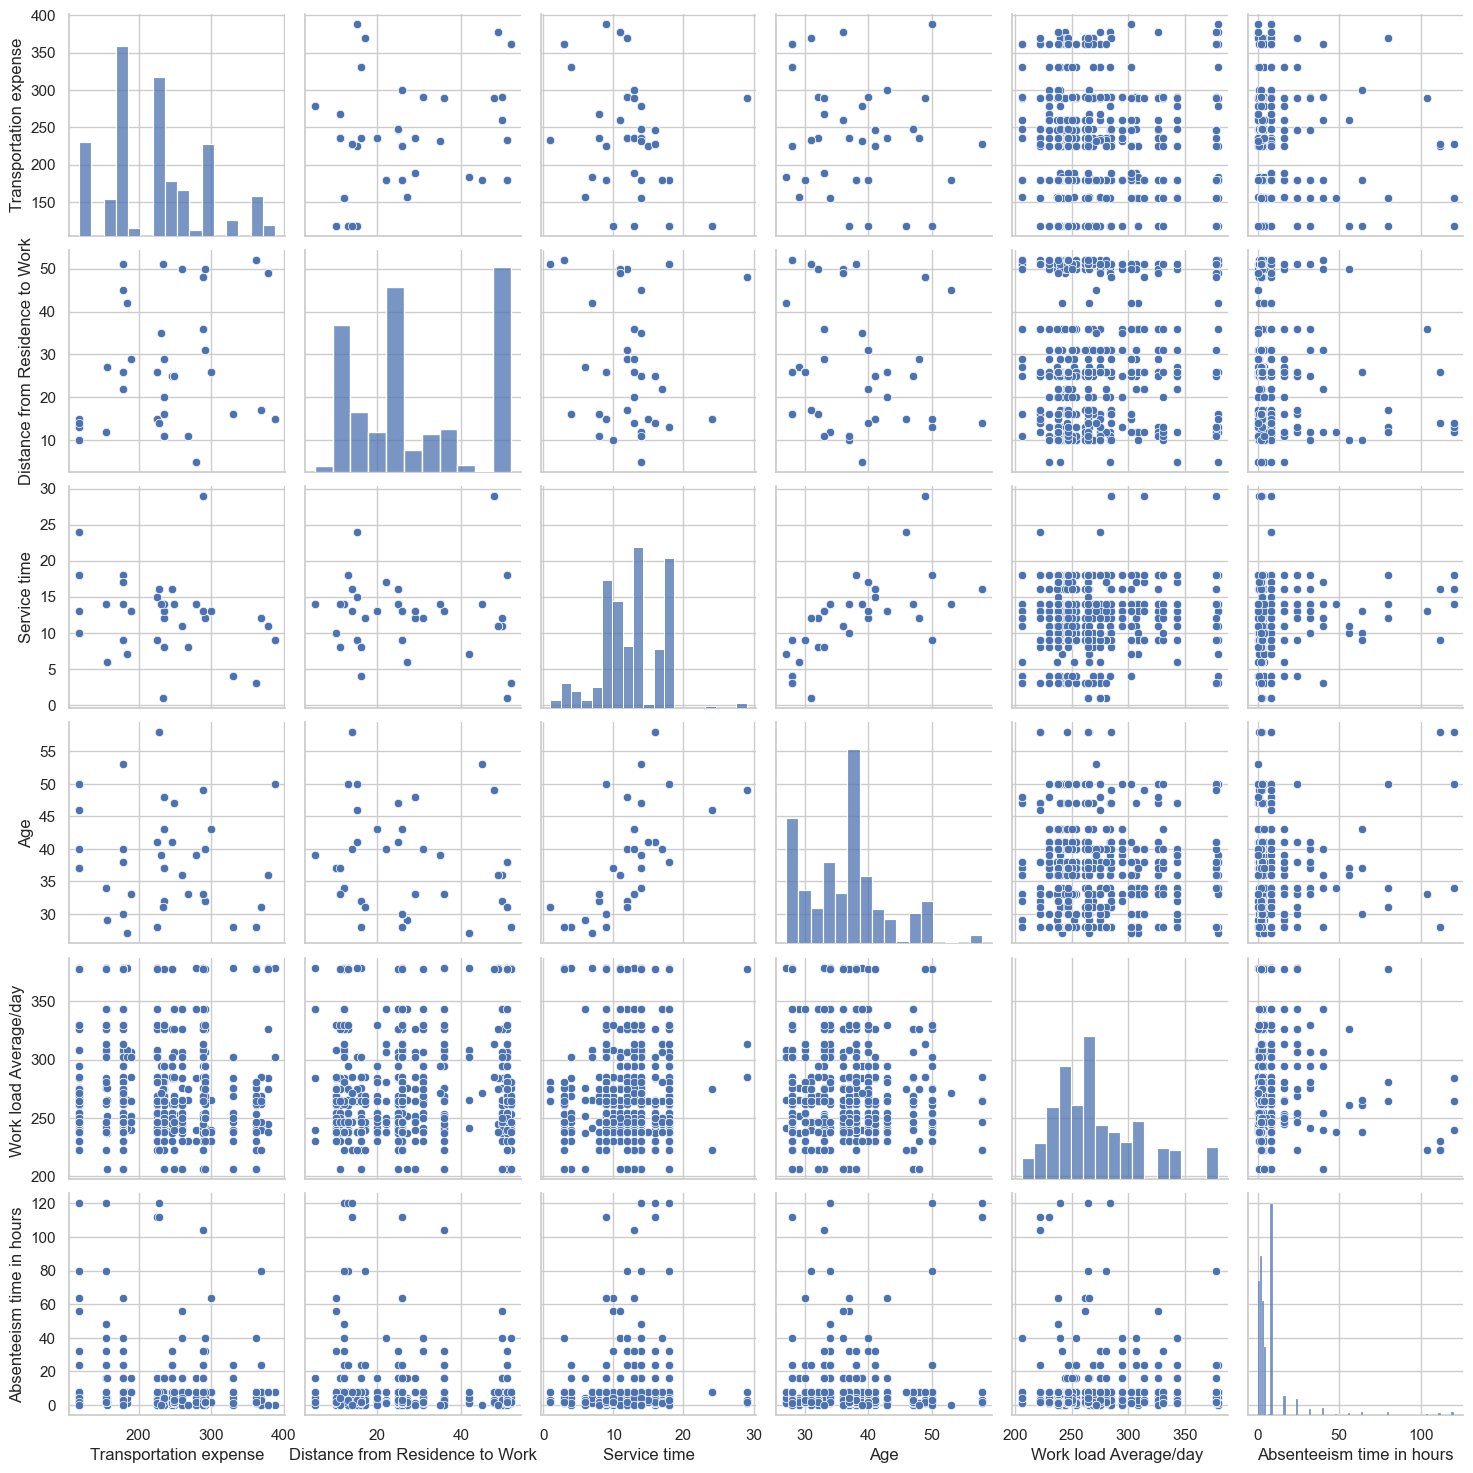 400
350
300
250
200
150
Transportation expense
50
40
30
20
10
Distance from Residence to Work
30
25
20
15
10
5
0
Service time
55
50
45
40
35
30
Age
350
300
250
200
Work load Average/day
120
100
80
60
40
20
0
Absenteeism time in hours
200 300 400
20 40
0 10 20 30
30 40 50
200 250 300 350
0 50 100
Transportation expense
Distance from Residence to Work
Service time
Age
Work load Average/day
Absenteeism time in hours